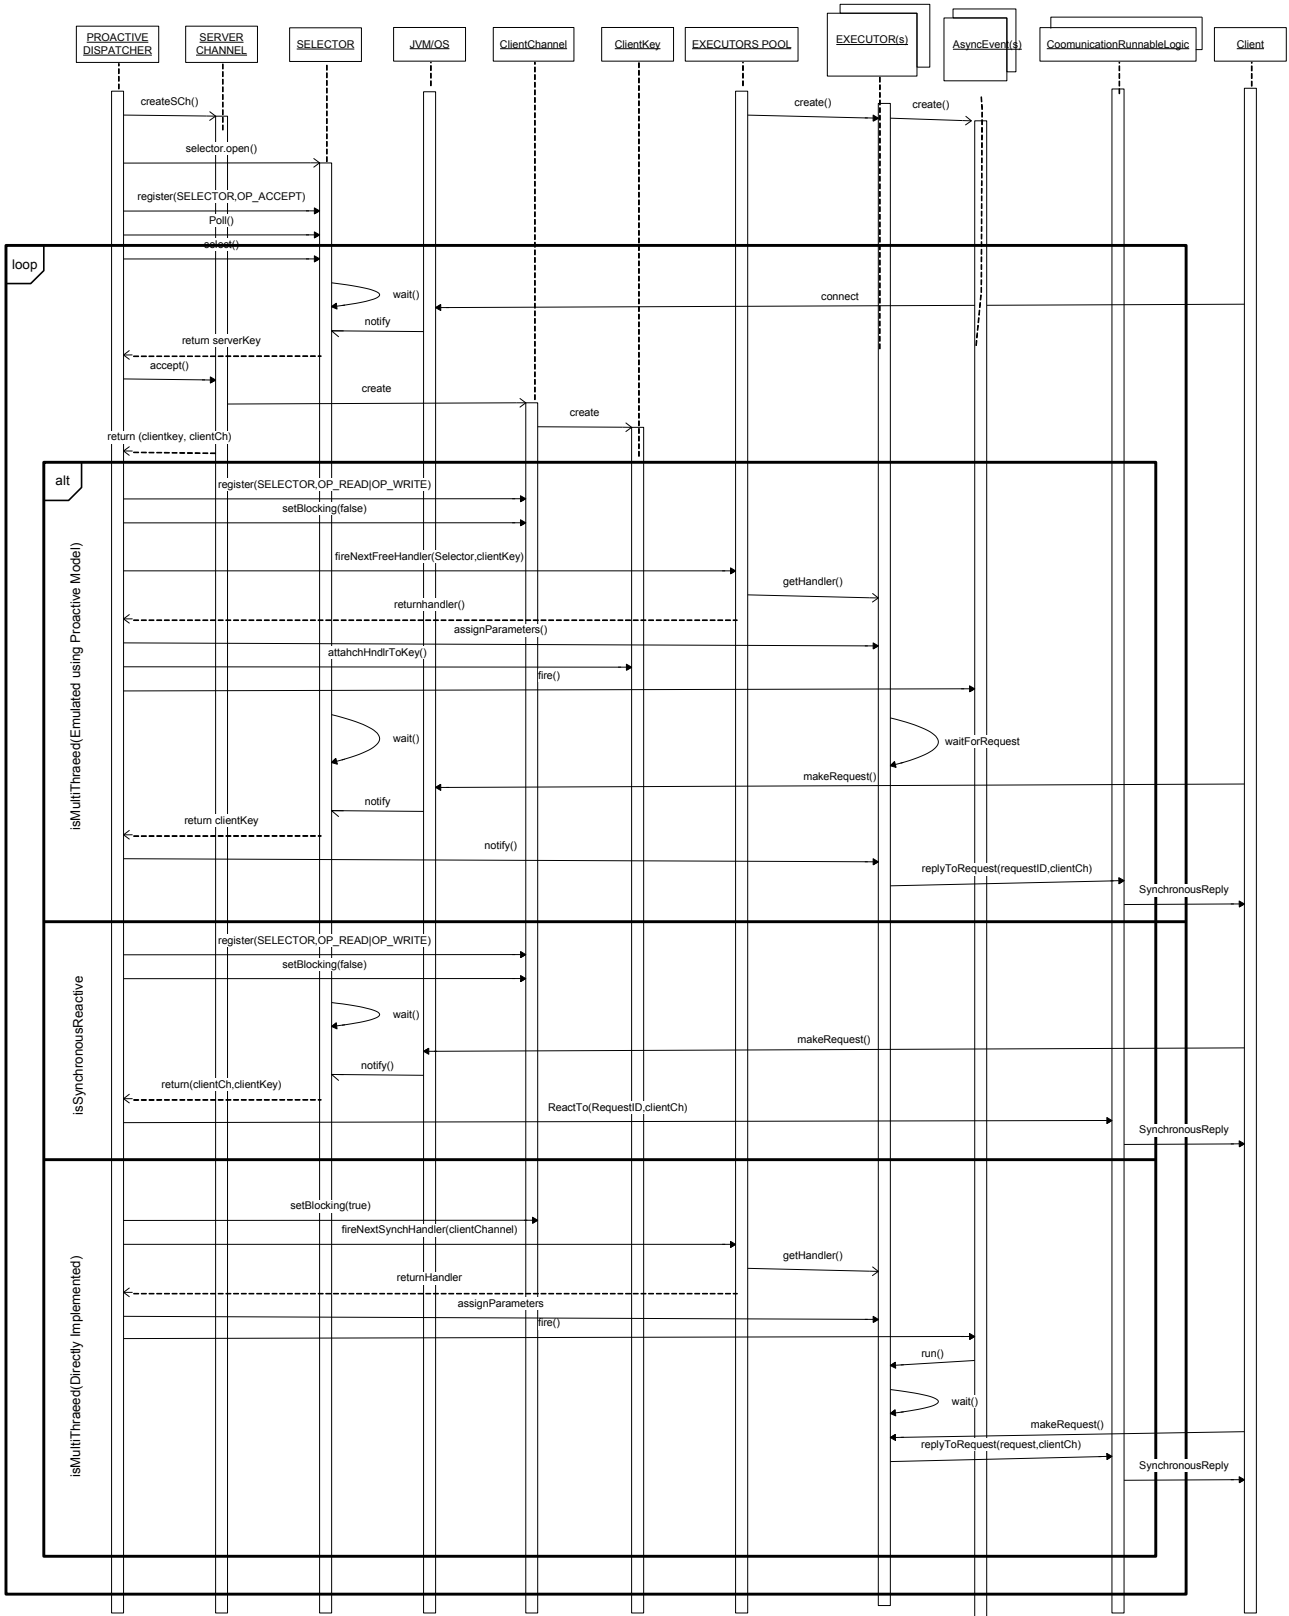 PROACTIVE
DISPATCHER
SERVER
CHANNEL
SELECTOR
JVM/OS
ClientChannel
ClientKey
EXECUTORS POOL
EXECUTOR(s)
AsyncEvent(s)
CoomunicationRunnableLogic
Client
createSCh()
create()
create()
selector.open()
register(SELECTOR,OP_ACCEPT)
Poll()
select()
loop
wait()
connect
notify
return serverKey
accept()
create
create
return (clientkey, clientCh)
alt
isMultiThraeed(Emulated using Proactive Model)
register(SELECTOR,OP_READ|OP_WRITE)
setBlocking(false)
fireNextFreeHandler(Selector,clientKey)
getHandler()
returnhandler()
assignParameters()
attahchHndlrToKey()
fire()
wait()
waitForRequest
makeRequest()
notify
return clientKey
notify()
replyToRequest(requestID,clientCh)
SynchronousReply
isSynchronousReactive
register(SELECTOR,OP_READ|OP_WRITE)
setBlocking(false)
wait()
makeRequest()
notify()
return(clientCh,clientKey)
ReactTo(RequestID,clientCh)
SynchronousReply
isMultiThraeed(Directly Implemented)
setBlocking(true)
fireNextSynchHandler(clientChannel)
getHandler()
returnHandler
assignParameters
fire()
run()
wait()
makeRequest()
replyToRequest(request,clientCh)
SynchronousReply